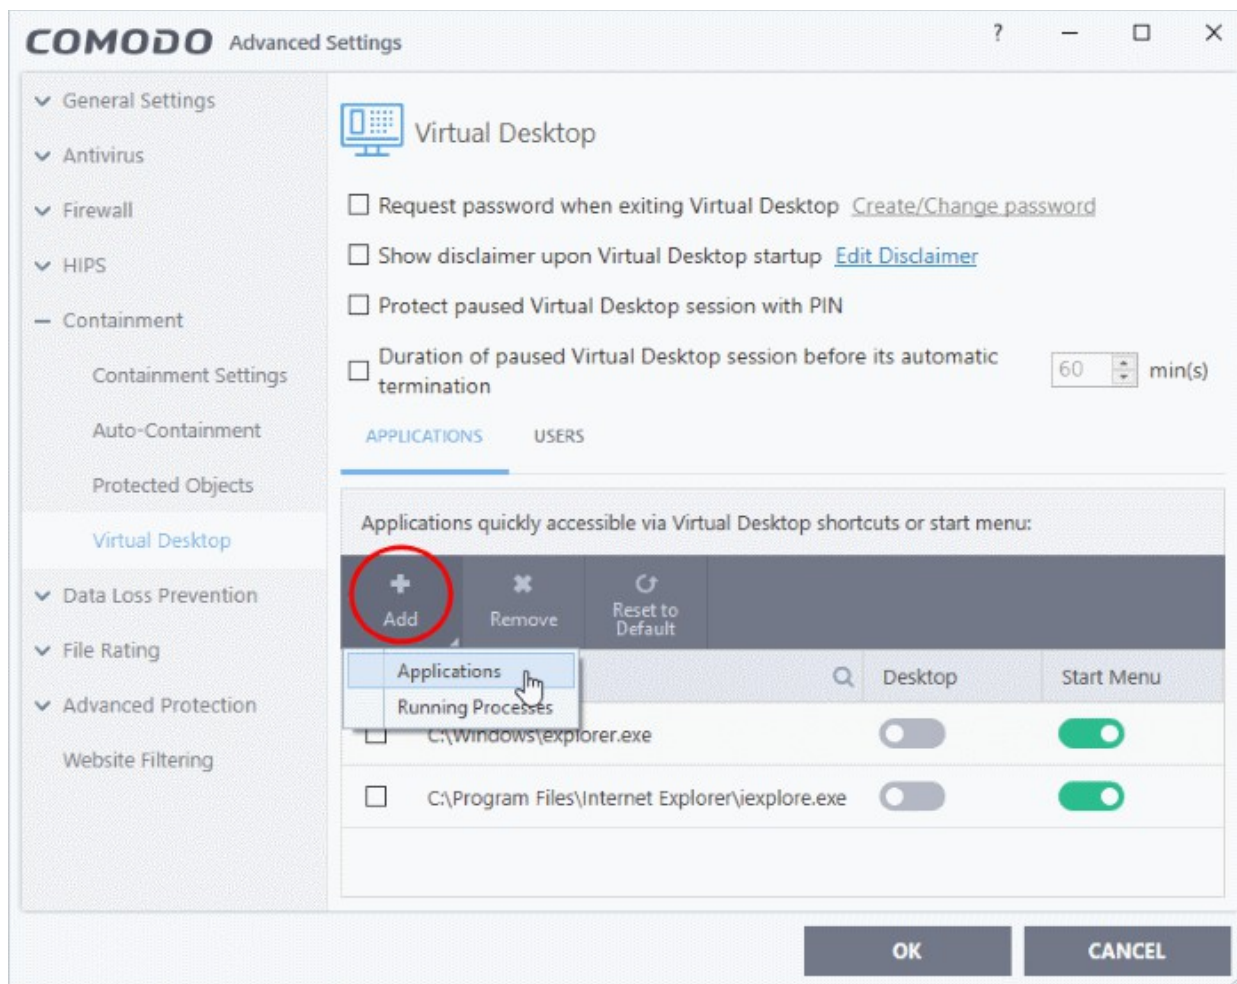 COMODO Advanced Settings ?
General Settings
Antivirus
Firewall
HIPS
Containment
Containment Settings
Auto-Containment
Protected Objects
Virtual Desktop
Data Loss Prevention
File Rating
Advanced Protection
Website Filtering
Virtual Desktop
Request password when exiting Virtual Desktop Create/Change password
Show disclaimer upon Virtual Desktop startup Edit Disclaimer
Protect paused Virtual Desktop session with PIN
Duration of paused Virtual Desktop session before its automatic
termination
60 min(s)
APPLICATIONS USERS
Applications quickly accessible via Virtual Desktop shortcuts or start menu:
Add Remove Reset to
Default
Applications
Running Processes
Desktop Start Menu
C:\Windows\explorer.exe
C:\Program Files\Internet Explorer\iexplore.exe
OK CANCEL